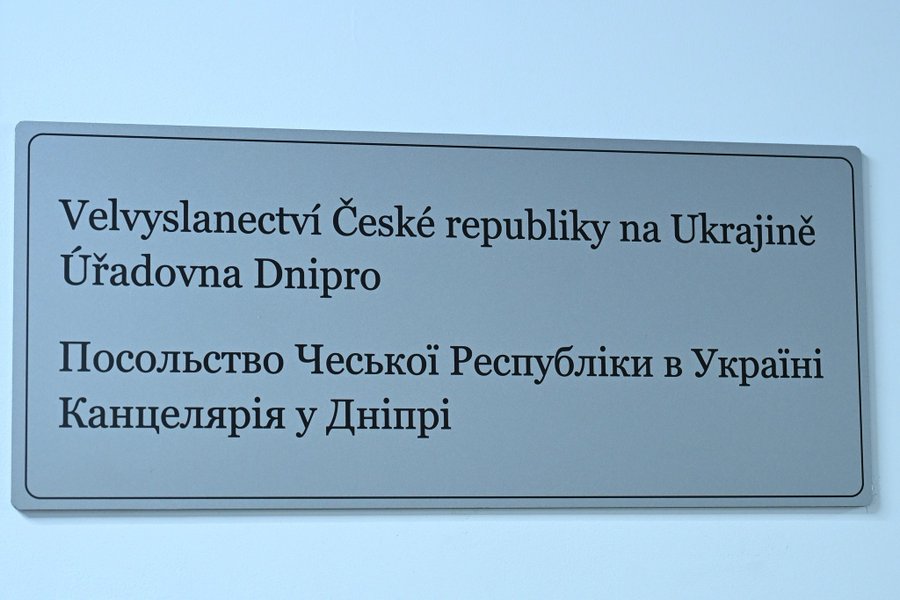 Velvyslanectví České republiky na Ukrajině
Úřadovna Dnipro
Посольство Чеської Республіки в Україні
Канцелярія у Дніпрі